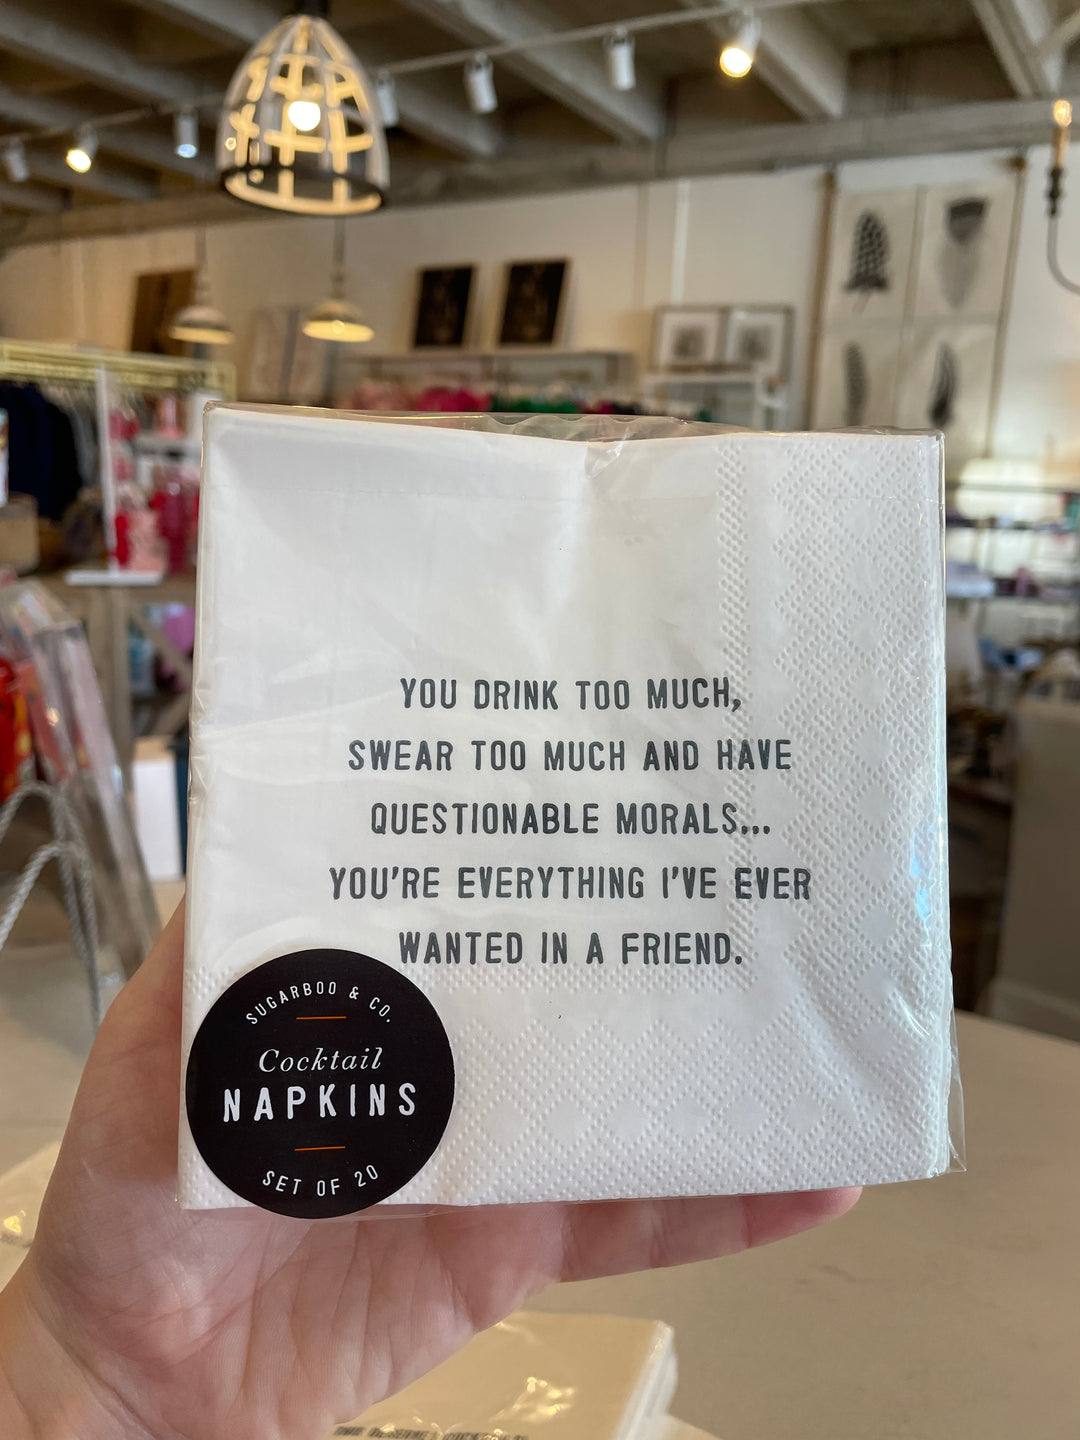 YOU DRINK TOO MUCH,
SWEAR TOO MUCH AND HAVE
QUESTIONABLE MORALS...
YOU'RE EVERYTHING I'VE EVER
WANTED IN A FRIEND.
SUGARBOO & CO.
Cocktail
NAPKINS
SET OF 20